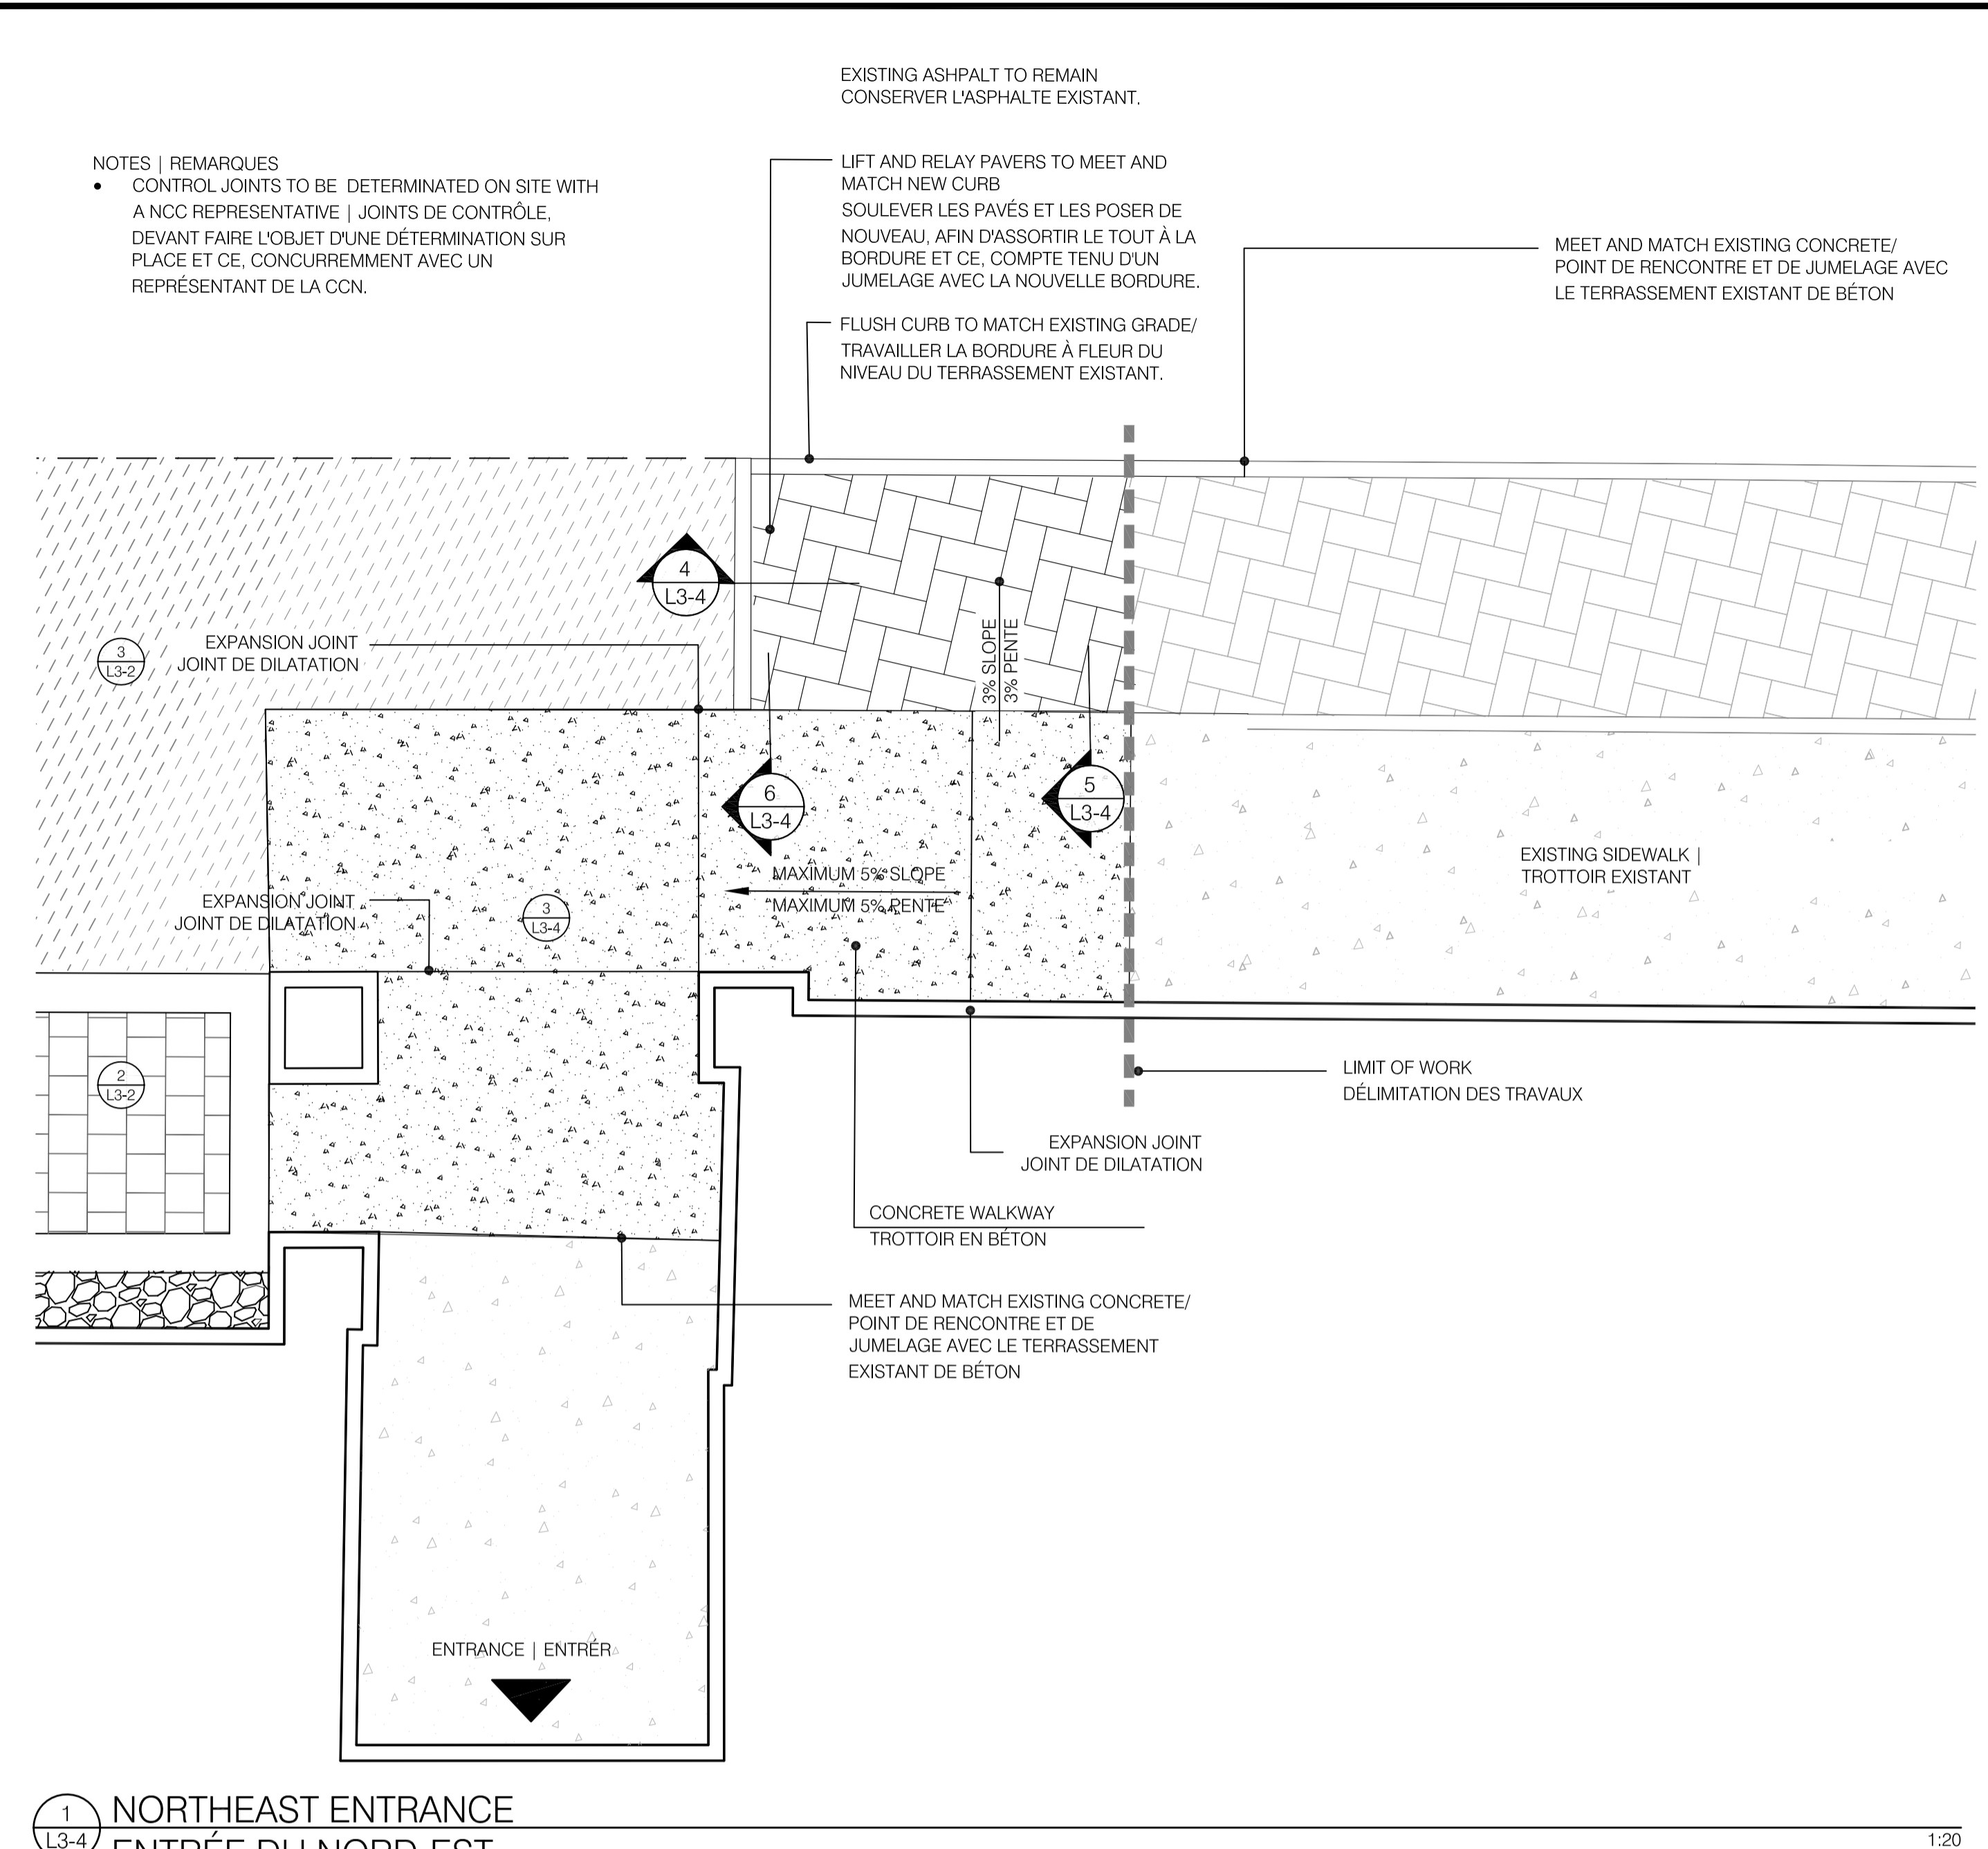 EXISTING ASHPALT TO REMAIN
CONSERVER L'ASPHALTE EXISTANT.
NOTES | REMARQUES
• CONTROL JOINTS TO BE DETERMINATED ON SITE WITH
A NCC REPRESENTATIVE | JOINTS DE CONTRÔLE,
DEVANT FAIRE L'OBJET D'UNE DÉTERMINATION SUR
PLACE ET CE, CONCURREMMENT AVEC UN
REPRÉSENTANT DE LA CCN.
LIFT AND RELAY PAVERS TO MEET AND
MATCH NEW CURB
SOULEVER LES PAVÉS ET LES POSER DE
NOUVEAU, AFIN D'ASSORTIR LE TOUT À LA
BORDURE ET CE, COMPTE TENU D'UN
JUMELAGE AVEC LA NOUVELLE BORDURE.
MEET AND MATCH EXISTING CONCRETE/
POINT DE RENCONTRE ET DE JUMELAGE AVEC
LE TERRASSEMENT EXISTANT DE BÉTON
FLUSH CURB TO MATCH EXISTING GRADE/
TRAVAILLER LA BORDURE À FLEUR DU
NIVEAU DU TERRASSEMENT EXISTANT.
4
L3-4
3
L3-2
EXPANSION JOINT
JOINT DE DILATATION
3% SLOPE
3% PENTE
6
L3-4
5
L3-4
MAXIMUM 5% SLOPE
MAXIMUM 5% PENTE
EXISTING SIDEWALK |
TROTTOIR EXISTANT
EXPANSION JOINT
JOINT DE DILATATION
3
L3-4
2
L3-2
LIMIT OF WORK
DÉLIMITATION DES TRAVAUX
EXPANSION JOINT
JOINT DE DILATATION
CONCRETE WALKWAY
TROTTOIR EN BÉTON
MEET AND MATCH EXISTING CONCRETE/
POINT DE RENCONTRE ET DE
JUMELAGE AVEC LE TERRASSEMENT
EXISTANT DE BÉTON
ENTRANCE | ENTRÉR
1
L3-4
NORTHEAST ENTRANCE
ENTRÉE DU NORD-EST
1:20